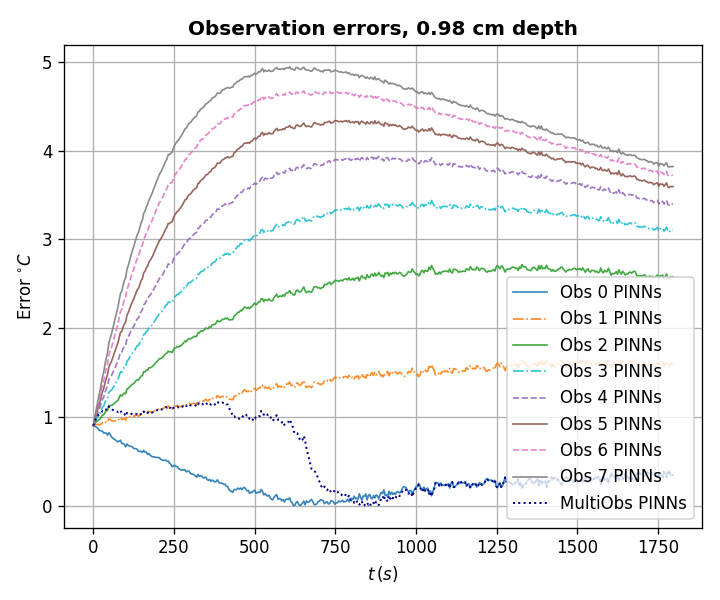 Observation errors, 0.98 cm depth
Error °C
5
4
3
2
1
0
0 250 500 750 1000 1250 1500 1750
t (s)
Obs 0 PINNs
Obs 1 PINNs
Obs 2 PINNs
Obs 3 PINNs
Obs 4 PINNs
Obs 5 PINNs
Obs 6 PINNs
Obs 7 PINNs
MultiObs PINNs